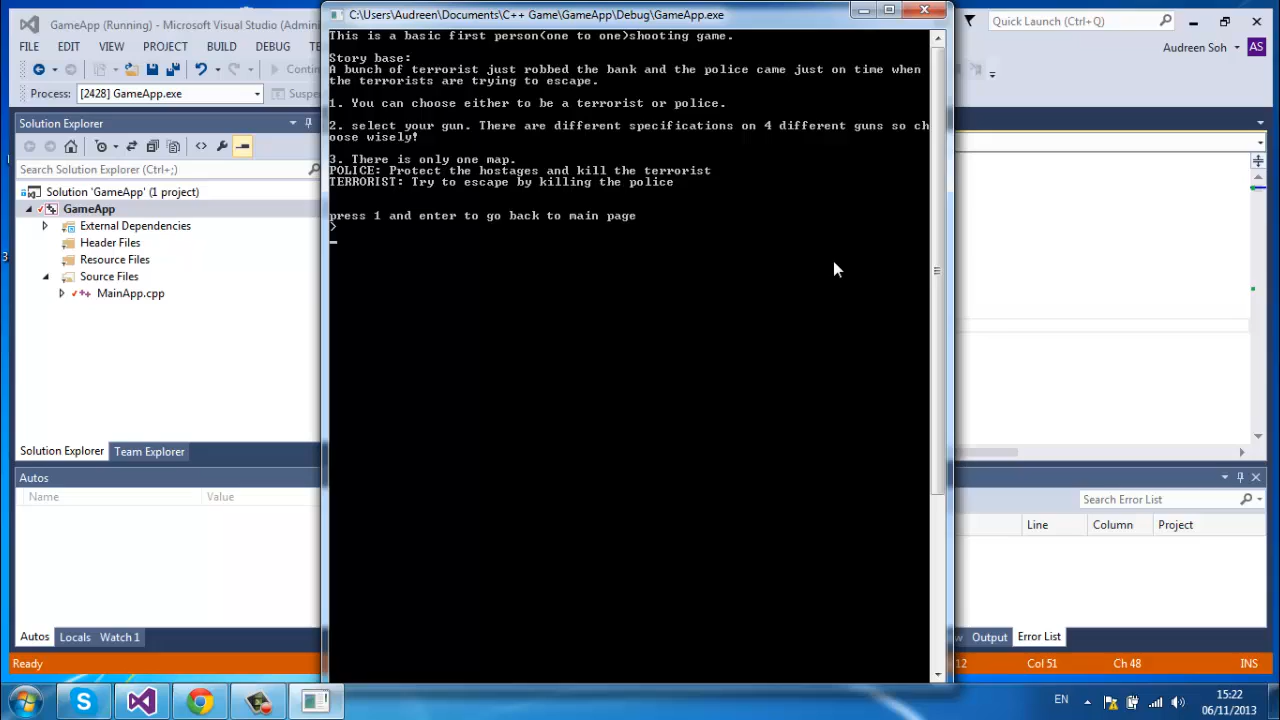 GameApp (Running) - Microsoft Visual Studio (Admini
C:\Users\Audreen\Documents\C++ Game\GameApp\Debug\GameApp.exe
Quick Launch (Ctrl+Q)
FILE EDIT VIEW PROJECT BUILD DEBUG
Audreen Soh AS
Contin
Process: [2428] GameApp.exe Suspen
Solution Explorer
Search Solution Explorer (Ctrl+;)
Solution 'GameApp' (1 project)
GameApp
External Dependencies
Header Files
Resource Files
Source Files
MainApp.cpp
Solution Explorer Team Explorer
Autos
Name Value
Autos Locals Watch 1
This is a basic first person(one to one)shooting game.
Story base:
A bunch of terrorist just robbed the bank and the police came just on time when
the terrorists are trying to escape.
1. You can choose either to be a terrorist or police.
2. select your gun. There are different specifications on 4 different guns so ch
oose wisely!
3. There is only one map.
POLICE: Protect the hostages and kill the terrorist
TERRORIST: Try to escape by killing the police
press 1 and enter to go back to main page
>
Search Error List
Line Column Project
w Output Error List
Ready 12 Col 51 Ch 48 INS
EN 15:22
06/11/2013